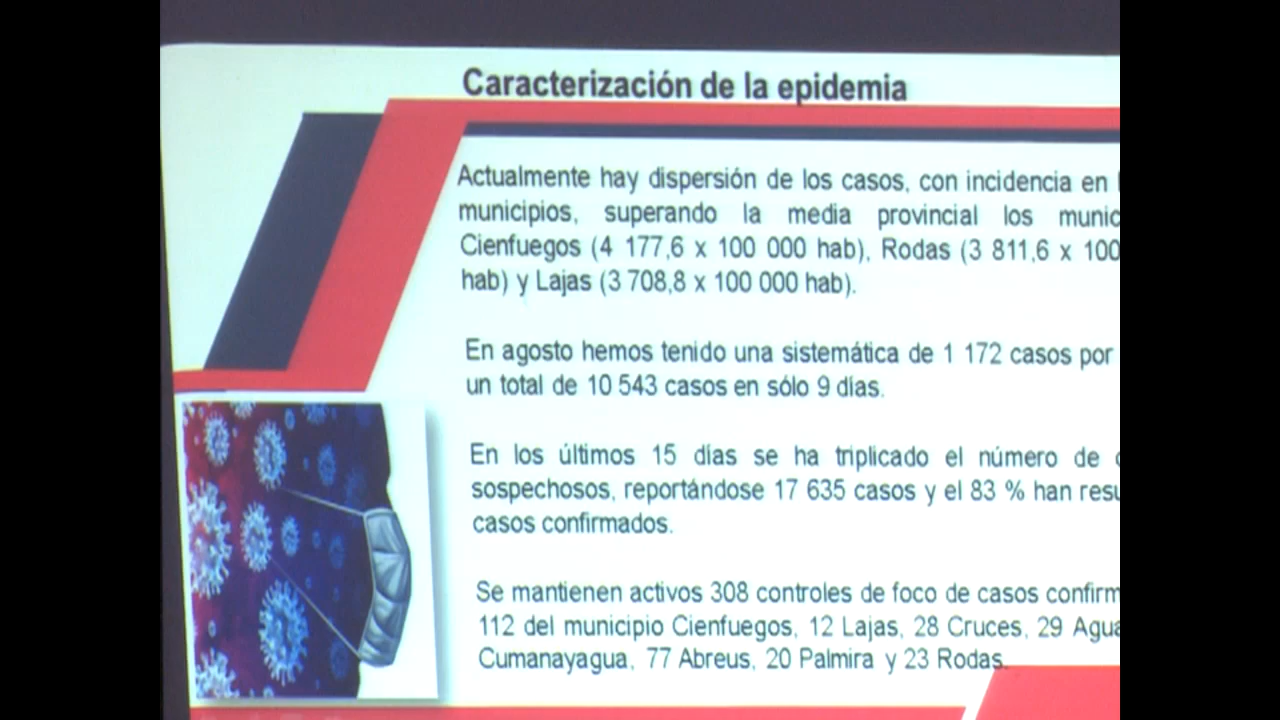 Caracterización de la epidemia
Actualmente hay dispersión de los casos, con incidencia en
municipios, superando la media provincial los
Cienfuegos (4 177,6 x 100 000 hab), Rodas (3 811,6 x 100
hab) y Lajas (3 708,8 x 100 000 hab).
En agosto hemos tenido una sistemática de 1 172 casos por
un total de 10 543 casos en sólo 9 días.
En los últimos 15 días se ha triplicado el número de
sospechosos, reportándose 17 635 casos y el 83 % han
casos confirmados.
Se mantienen activos 308 controles de foco de casos
112 del municipio Cienfuegos, 12 Lajas, 28 Cruces, 29
Cumanayagua, 77 Abreus, 20 Palmira y 23 Rodas